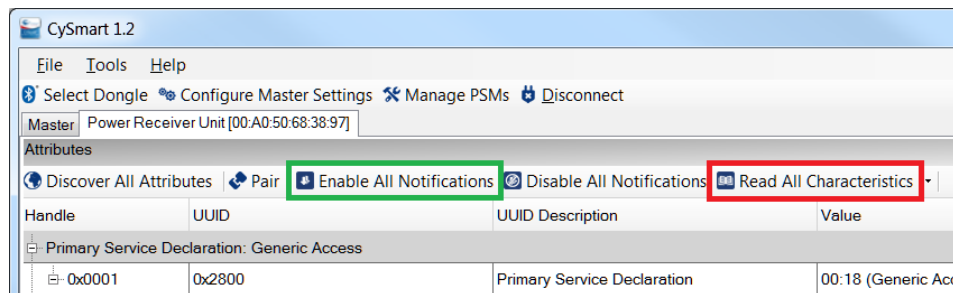 CySmart 1.2
File Tools Help
Select Dongle Configure Master Settings Manage PSMs Disconnect
Master Power Receiver Unit [00:A0:50:68:38:97]
Attributes
Discover All Attributes Pair Enable All Notifications Disable All Notifications Read All Characteristics
Handle UUID UUID Description Value
Primary Service Declaration: Generic Access
0x0001 0x2800 Primary Service Declaration 00:18 (Generic Acc